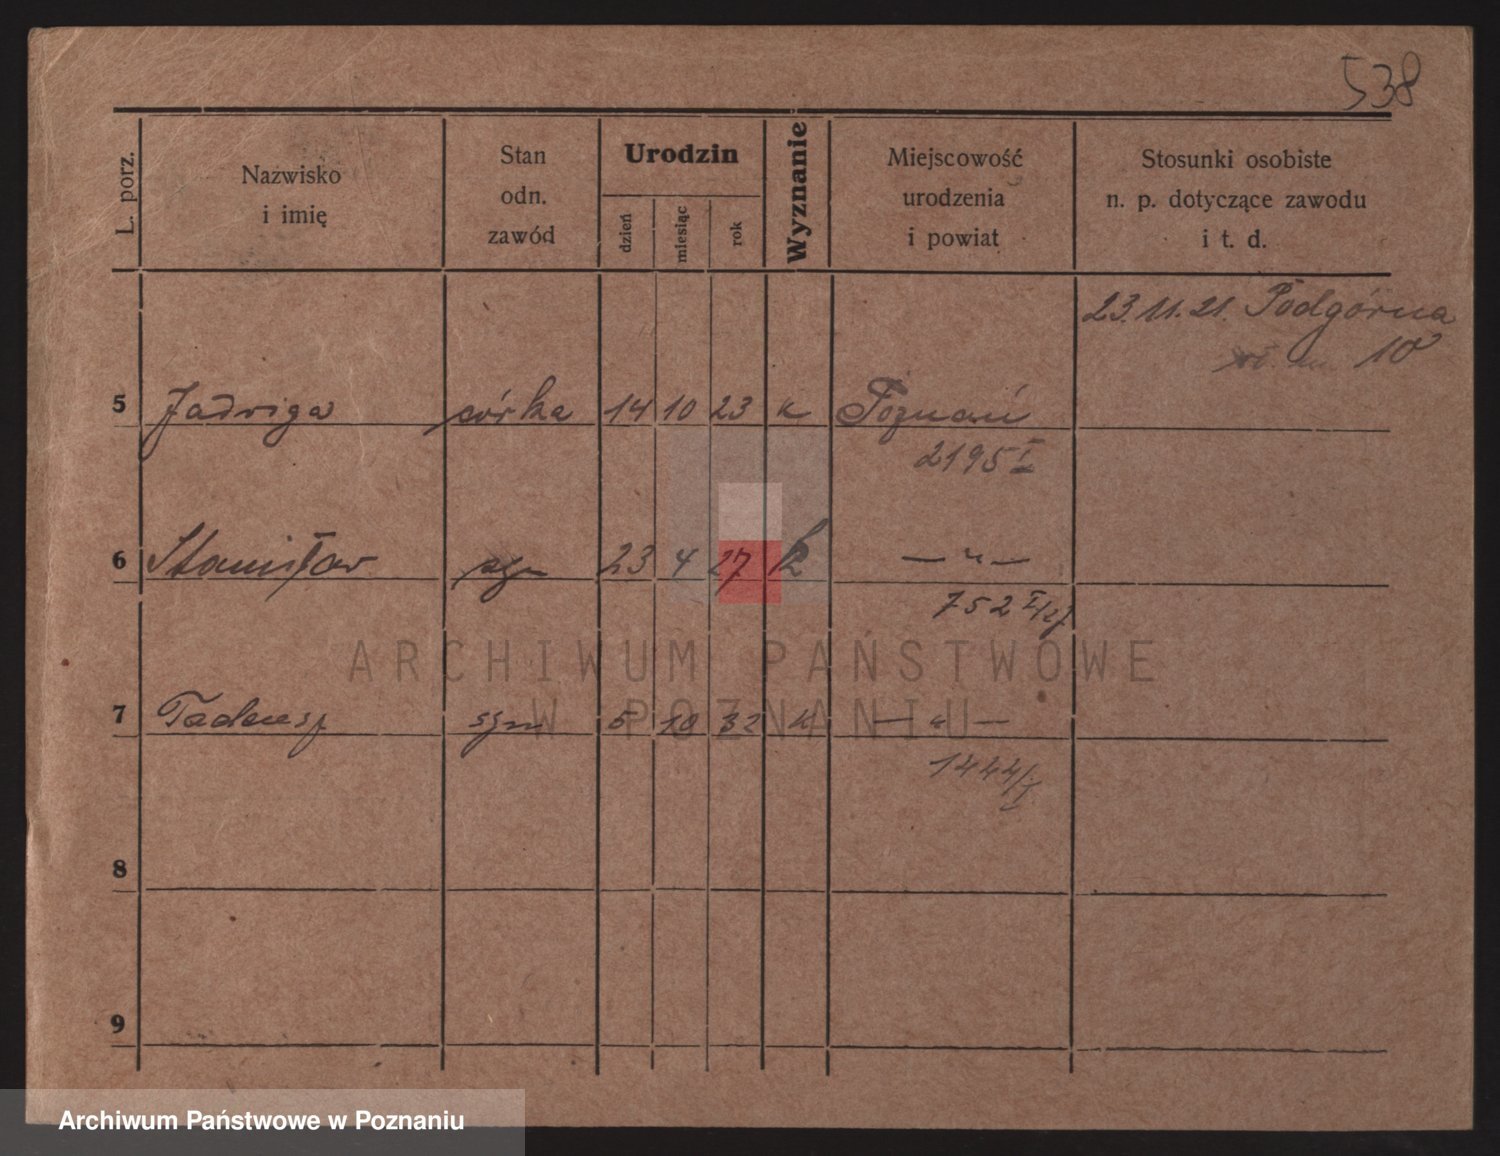 538
L. porz.
Nazwisko
i imię
Stan
odn.
zawód
Urodzin
dzień
miesiąc
rok
Wyznanie
Miejscowość
urodzenia
i powiat
Stosunki osobiste
n. p. dotyczące zawodu
i t. d.
23.11.21. Podgórna
10
5 Jadwiga córka 14 10 23 k Poznań
2195 I
6 Stanisław syn 23 4 27 k — " —
752 I/27
ARCHIWUM PAŃSTWOWE
W POZNANIU
7 Tadeusz syn 5 10 32 k — " —
1444/I
8
9
Archiwum Państwowe w Poznaniu